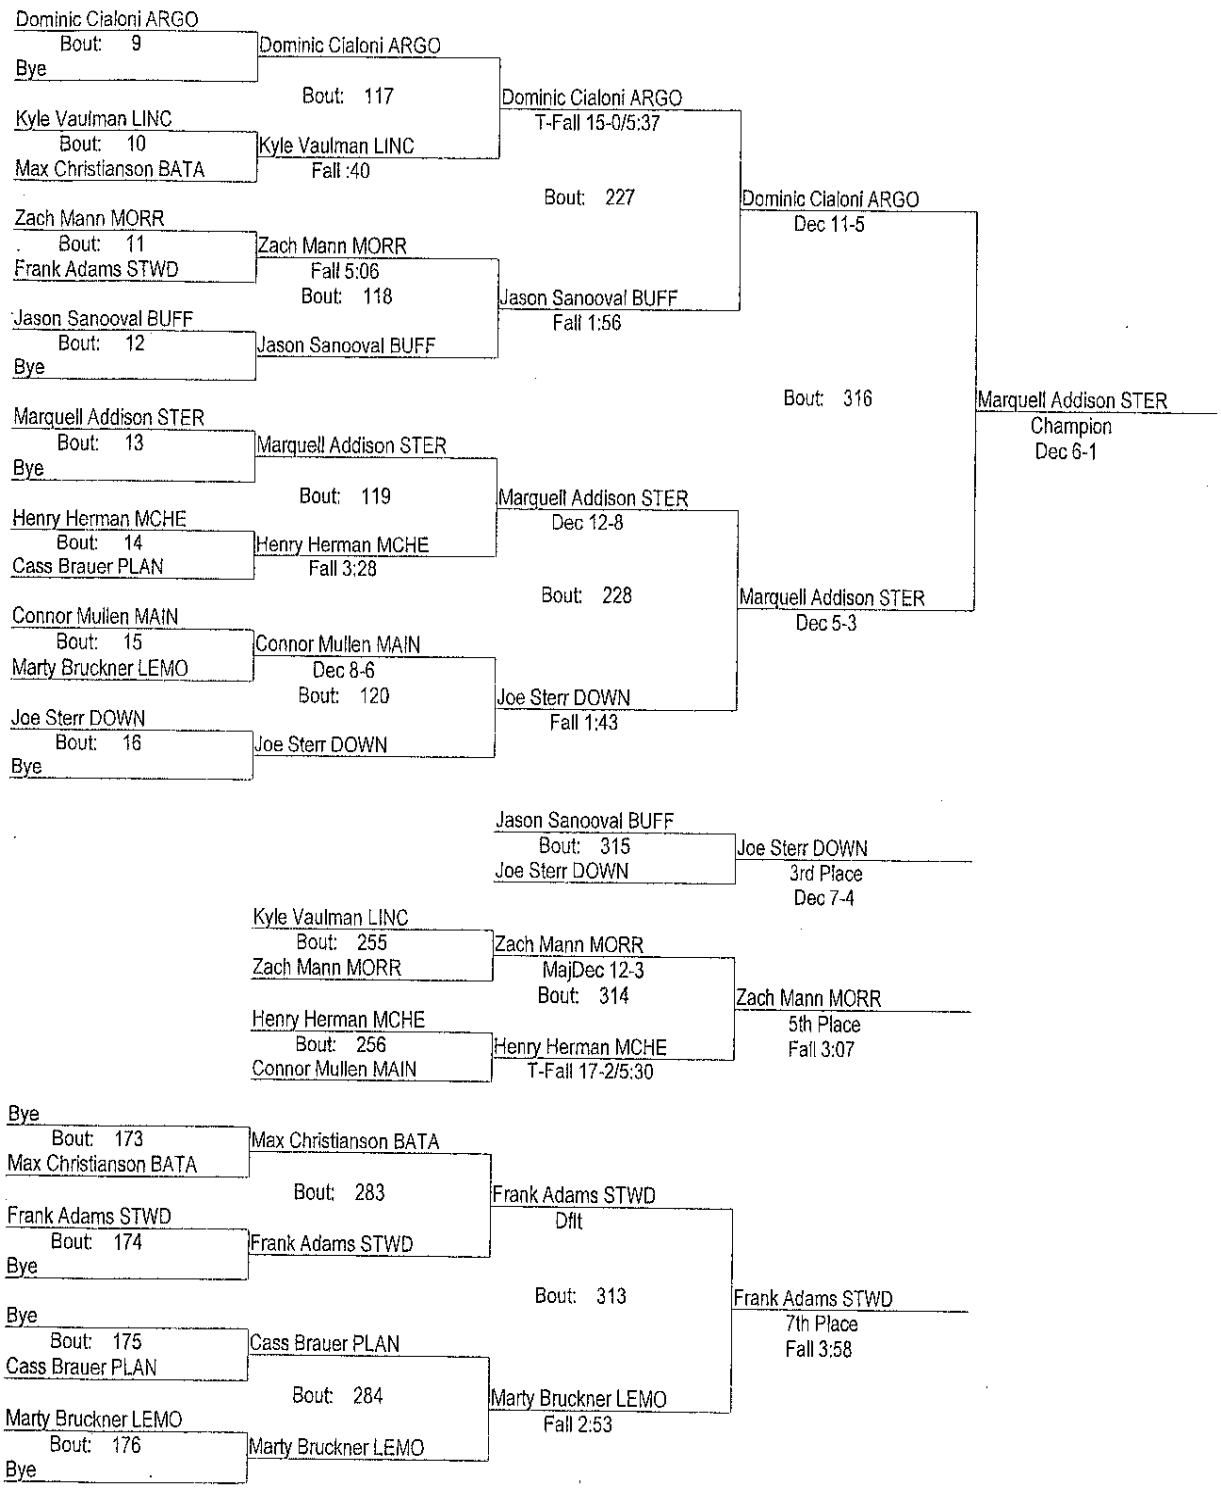 Dominic Cialoni ARGO
Bout: 9
Bye
Dominic Cialoni ARGO
Bout: 117
Kyle Vaulman LINC
Bout: 10
Max Christianson BATA
Kyle Vaulman LINC
Fall :40
Dominic Cialoni ARGO
T-Fall 15-0/5:37
Bout: 227
Zach Mann MORR
Bout: 11
Frank Adams STWD
Zach Mann MORR
Fall 5:06
Bout: 118
Jason Sanooval BUFF
Bout: 12
Bye
Jason Sanooval BUFF
Jason Sanooval BUFF
Fall 1:56
Dominic Cialoni ARGO
Dec 11-5
Bout: 316
Marquell Addison STER
Champion
Dec 6-1
Marquell Addison STER
Bout: 13
Bye
Marquell Addison STER
Bout: 119
Henry Herman MCHE
Bout: 14
Cass Brauer PLAN
Henry Herman MCHE
Fall 3:28
Marquell Addison STER
Dec 12-8
Bout: 228
Connor Mullen MAIN
Bout: 15
Marty Bruckner LEMO
Connor Mullen MAIN
Dec 8-6
Bout: 120
Joe Sterr DOWN
Bout: 16
Bye
Joe Sterr DOWN
Joe Sterr DOWN
Fall 1:43
Marquell Addison STER
Dec 5-3
Jason Sanooval BUFF
Bout: 315
Joe Sterr DOWN
Joe Sterr DOWN
3rd Place
Dec 7-4
Kyle Vaulman LINC
Bout: 255
Zach Mann MORR
Zach Mann MORR
MajDec 12-3
Bout: 314
Henry Herman MCHE
Bout: 256
Connor Mullen MAIN
Henry Herman MCHE
T-Fall 17-2/5:30
Zach Mann MORR
5th Place
Fall 3:07
Bye
Bout: 173
Max Christianson BATA
Max Christianson BATA
Bout: 283
Frank Adams STWD
Bout: 174
Bye
Frank Adams STWD
Frank Adams STWD
Dflt
Bout: 313
Bye
Bout: 175
Cass Brauer PLAN
Cass Brauer PLAN
Bout: 284
Marty Bruckner LEMO
Bout: 176
Bye
Marty Bruckner LEMO
Marty Bruckner LEMO
Fall 2:53
Frank Adams STWD
7th Place
Fall 3:58